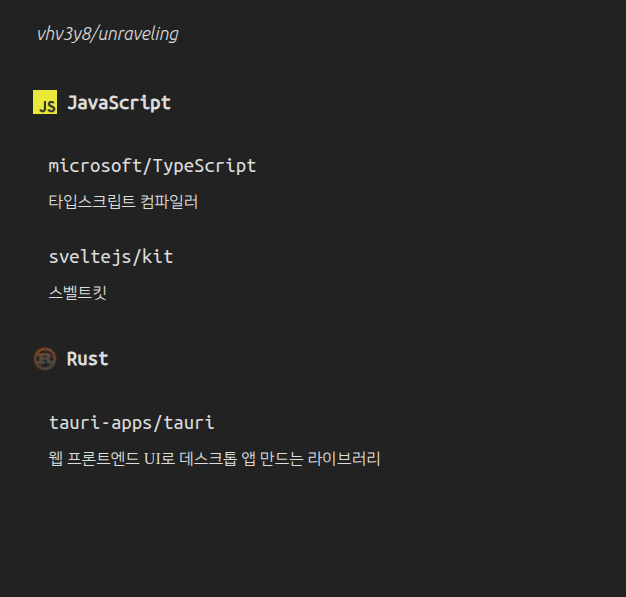 vhv3y8/unraveling
JS JavaScript
microsoft/TypeScript
타입스크립트 컴파일러
sveltejs/kit
스벨트킷
R Rust
tauri-apps/tauri
웹 프론트엔드 UI로 데스크톱 앱 만드는 라이브러리